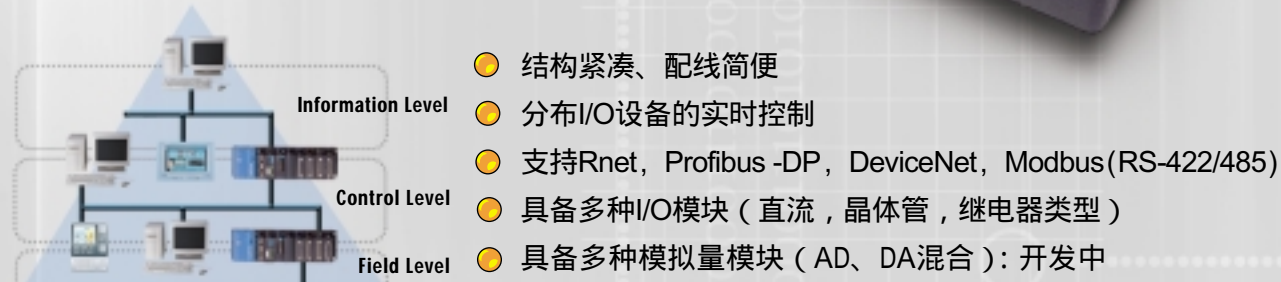 结构紧凑、配线简便
Information Level
分布I/O设备的实时控制
支持Rnet，Profibus -DP，DeviceNet，Modbus(RS-422/485)
Control Level
具备多种I/O模块（直流，晶体管，继电器类型）
Field Level
具备多种模拟量模块（AD、DA混合）：开发中